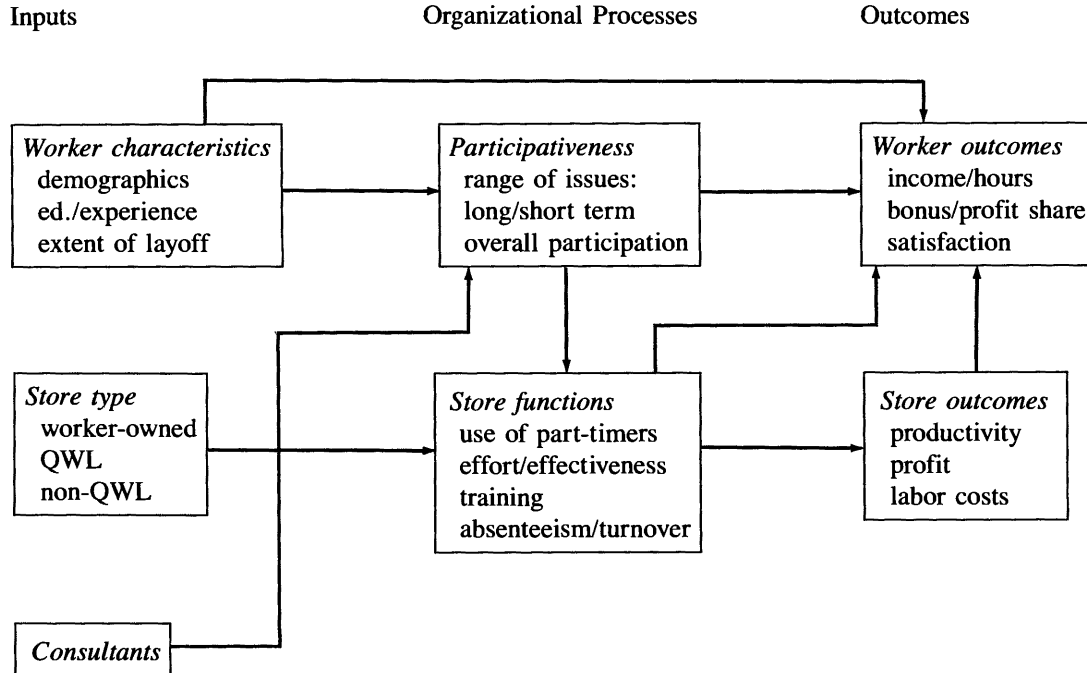 Inputs
Organizational Processes
Outcomes
Worker characteristics
demographics
ed./experience
extent of layoff
Participativeness
range of issues:
long/short term
overall participation
Worker outcomes
income/hours
bonus/profit share
satisfaction
Store type
worker-owned
QWL
non-QWL
Store functions
use of part-timers
effort/effectiveness
training
absenteeism/turnover
Store outcomes
productivity
profit
labor costs
Consultants